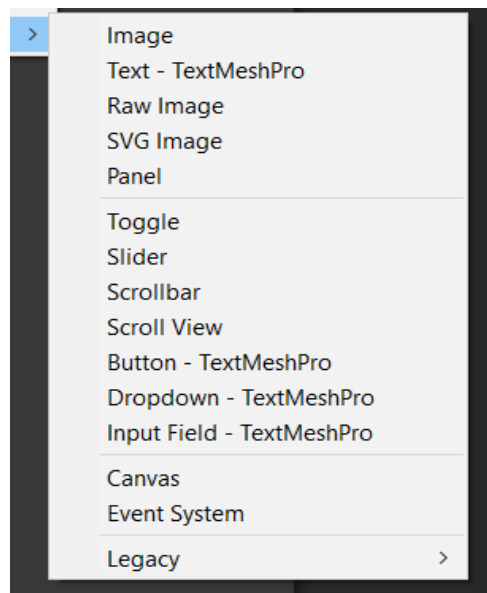 Image
Text - TextMeshPro
Raw Image
SVG Image
Panel
Toggle
Slider
Scrollbar
Scroll View
Button - TextMeshPro
Dropdown - TextMeshPro
Input Field - TextMeshPro
Canvas
Event System
Legacy